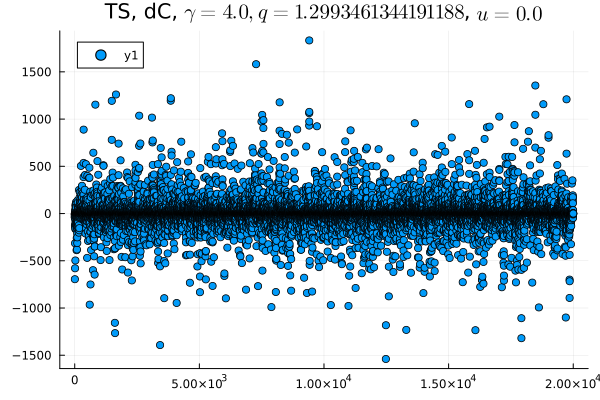 TS, dC, γ = 4.0, q = 1.2993461344191188, u = 0.0
y1
1500
1000
500
0
−500
−1000
−1500
0 5.00×10³ 1.00×10⁴ 1.50×10⁴ 2.00×10⁴